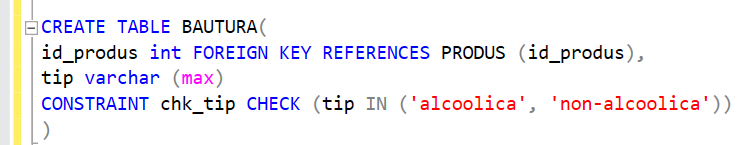 CREATE TABLE BAUTURA(
id_produs int FOREIGN KEY REFERENCES PRODUS (id_produs),
tip varchar (max)
CONSTRAINT chk_tip CHECK (tip IN ('alcoolica', 'non-alcoolica'))
)